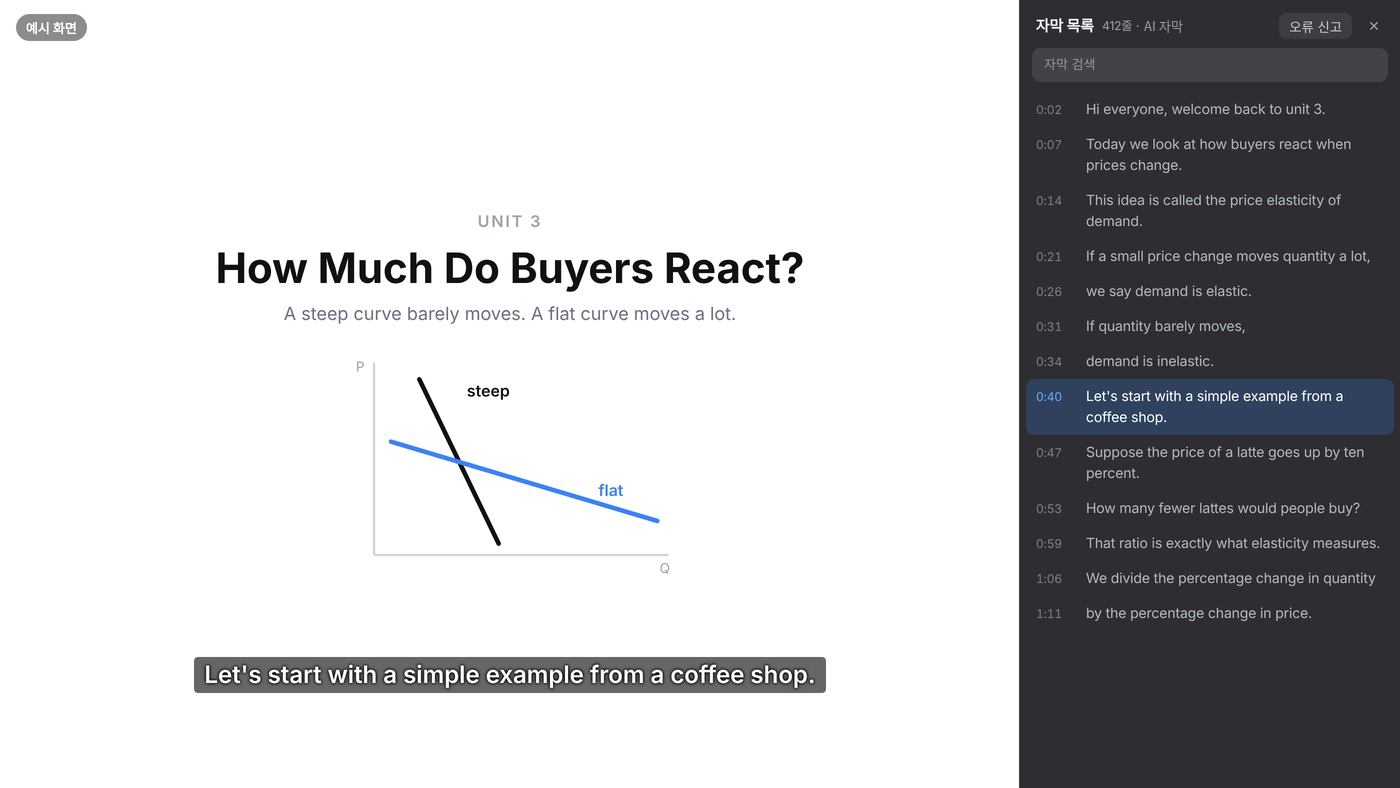 예시 화면
UNIT 3
How Much Do Buyers React?
A steep curve barely moves. A flat curve moves a lot.
P
steep
flat
Q
Let's start with a simple example from a coffee shop.
자막 목록 412줄 · AI 자막 오류 신고 ×
자막 검색
0:02 Hi everyone, welcome back to unit 3.
0:07 Today we look at how buyers react when
prices change.
0:14 This idea is called the price elasticity of
demand.
0:21 If a small price change moves quantity a lot,
0:26 we say demand is elastic.
0:31 If quantity barely moves,
0:34 demand is inelastic.
0:40 Let's start with a simple example from a
coffee shop.
0:47 Suppose the price of a latte goes up by ten
percent.
0:53 How many fewer lattes would people buy?
0:59 That ratio is exactly what elasticity measures.
1:06 We divide the percentage change in quantity
1:11 by the percentage change in price.